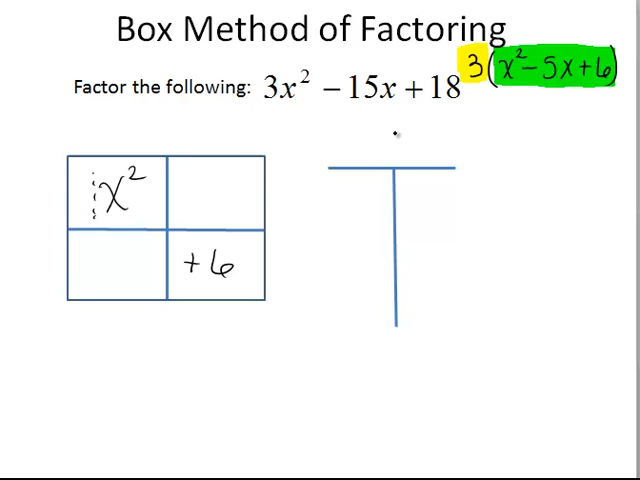 Box Method of Factoring
Factor the following: 3x² − 15x + 18
3(x² − 5x + 6)
x²
+6